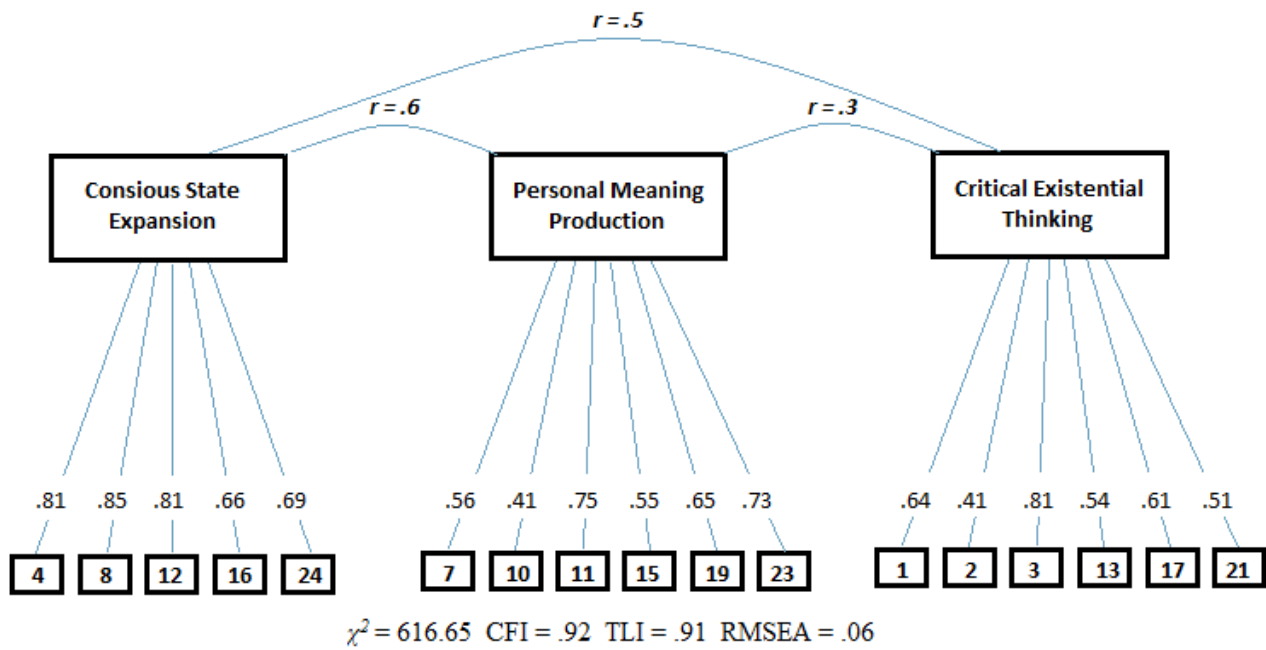 r = .5
r = .6
r = .3
Consious State
Expansion
Personal Meaning
Production
Critical Existential
Thinking
.81 .85 .81 .66 .69 .56 .41 .75 .55 .65 .73 .64 .41 .81 .54 .61 .51
4 8 12 16 24 7 10 11 15 19 23 1 2 3 13 17 21
χ² = 616.65 CFI = .92 TLI = .91 RMSEA = .06